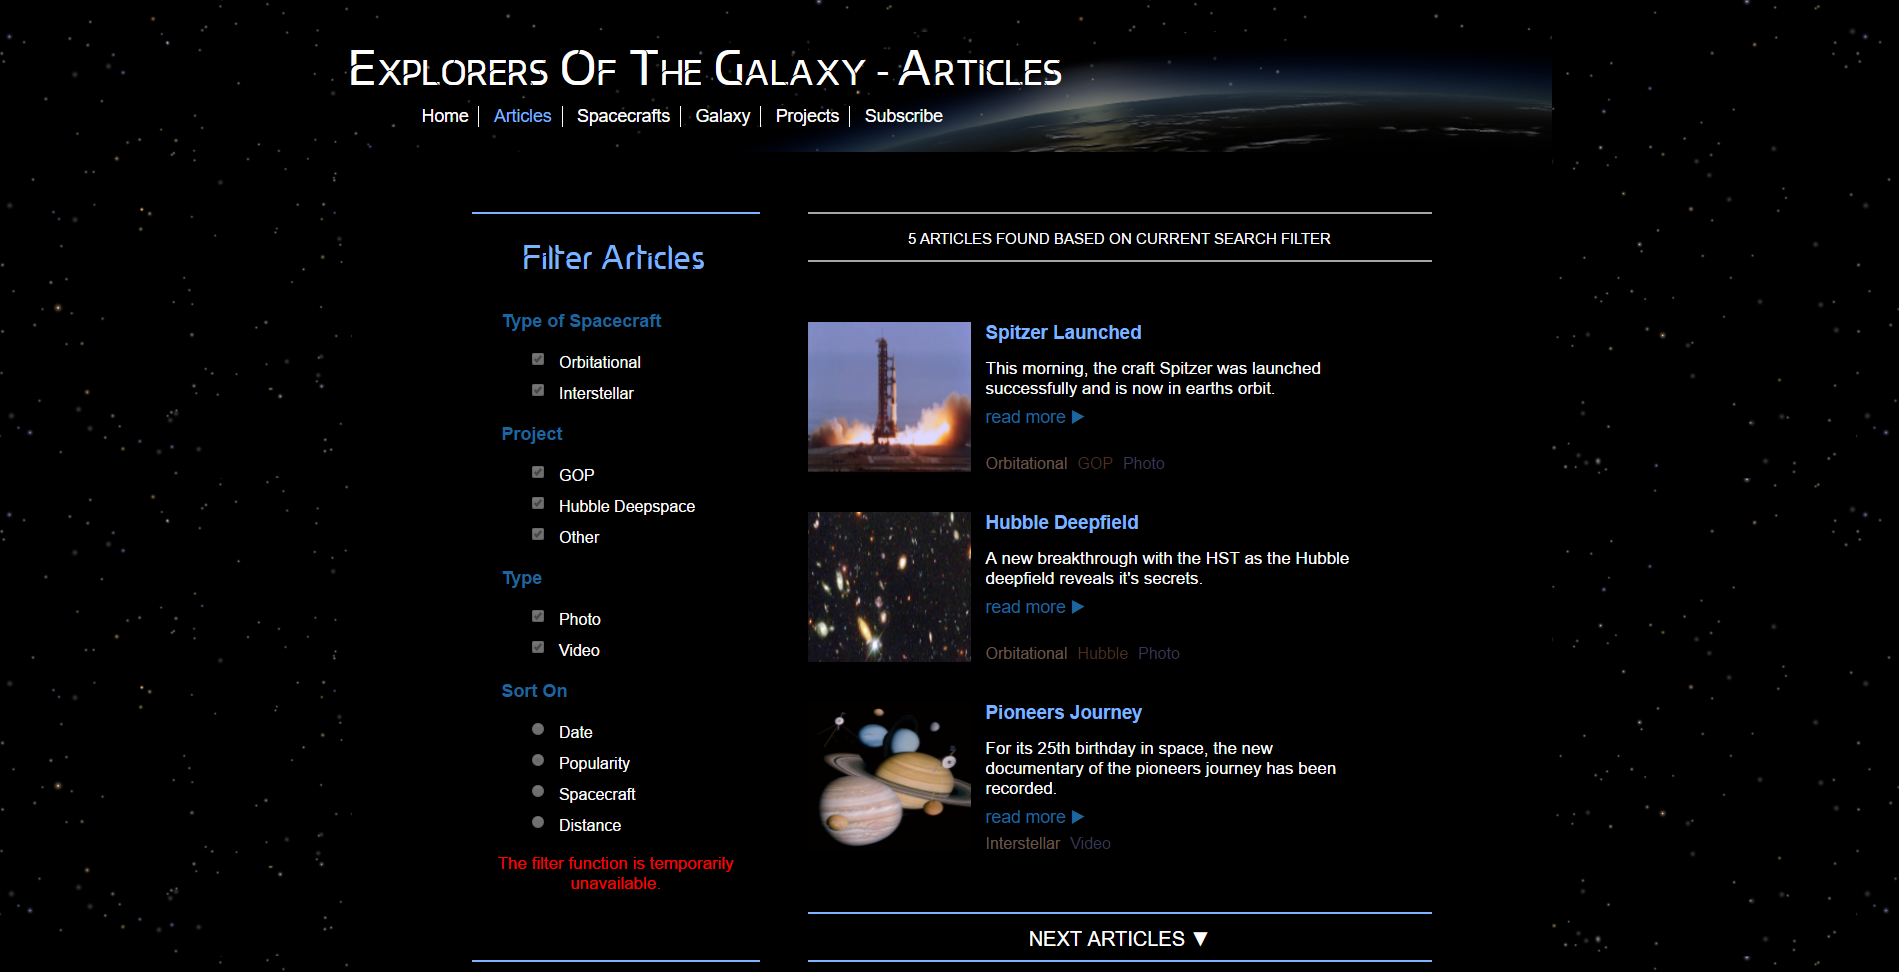 Explorers Of The Galaxy - Articles
Home
Articles
Spacecrafts
Galaxy
Projects
Subscribe
Filter Articles
Type of Spacecraft
Orbitational
Interstellar
Project
GOP
Hubble Deepspace
Other
Type
Photo
Video
Sort On
Date
Popularity
Spacecraft
Distance
The filter function is temporarily
unavailable.
5 ARTICLES FOUND BASED ON CURRENT SEARCH FILTER
Spitzer Launched
This morning, the craft Spitzer was launched
successfully and is now in earths orbit.
read more ▶
Orbitational GOP Photo
Hubble Deepfield
A new breakthrough with the HST as the Hubble
deepfield reveals it's secrets.
read more ▶
Orbitational Hubble Photo
Pioneers Journey
For its 25th birthday in space, the new
documentary of the pioneers journey has been
recorded.
read more ▶
Interstellar Video
NEXT ARTICLES ▼